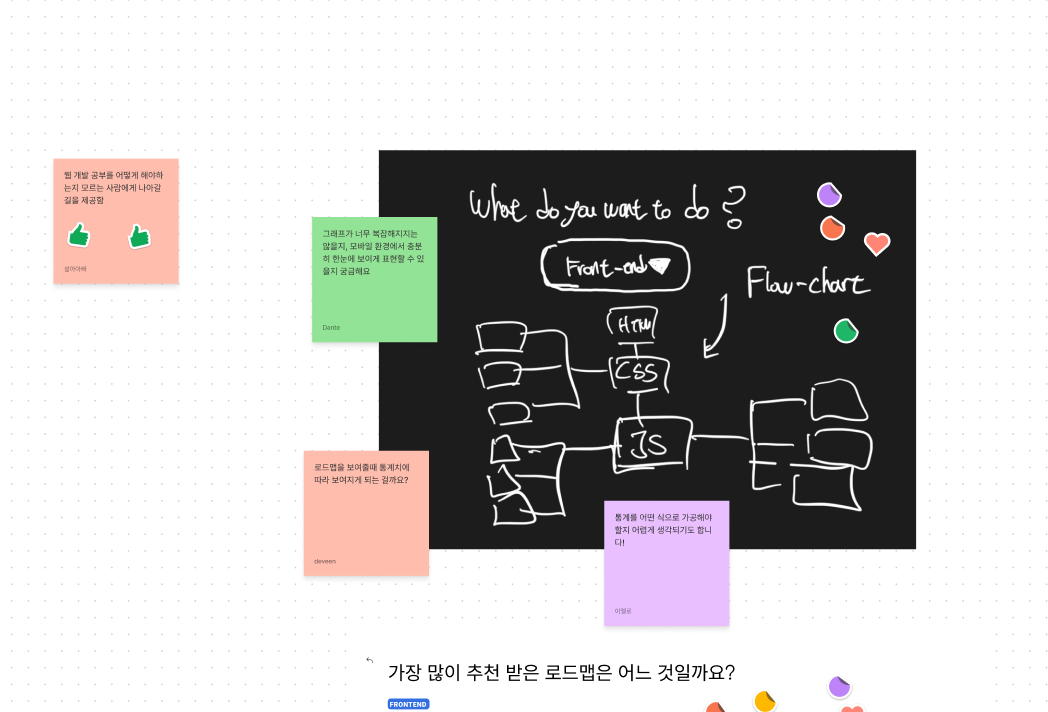 웹 개발 공부를 어떻게 해야하
는지 모르는 사람에게 나아갈
길을 제공함
그래프가 너무 복잡해지지는
않을지, 모바일 환경에서 충분
히 한눈에 보이게 표현할 수 있
을지 궁금해요
Dante
What do you want to do ?
Front-end
Flow-chart
HTML
CSS
JS
로드맵을 보여줄때 통계치에
따라 보여지게 되는 걸까요?
deveen
통계를 어떤 식으로 가공해야
할지 어렵게 생각되기도 합니
다!
가장 많이 추천 받은 로드맵은 어느 것일까요?
FRONTEND